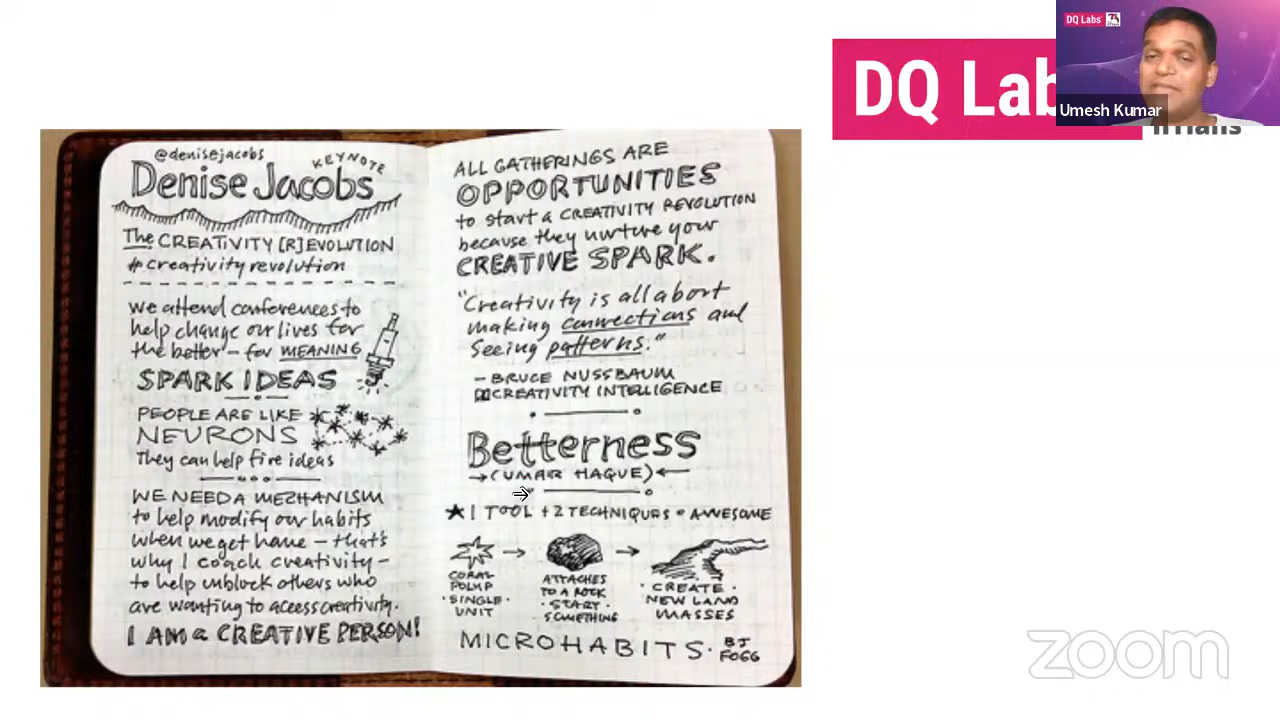 @denisejacobs
KEYNOTE
Denise Jacobs
The CREATIVITY [R]EVOLUTION
#creativityrevolution
We attend conferences to
help change our lives for
the better - for MEANING
SPARK IDEAS
PEOPLE ARE LIKE
NEURONS
They can help fire ideas
WE NEED A MECHANISM
to help modify our habits
when we get home - that's
why I coach creativity -
to help unblock others who
are wanting to access creativity.
I AM a CREATIVE PERSON!
ALL GATHERINGS ARE
OPPORTUNITIES
to start a CREATIVITY REVOLUTION
because they nurture your
CREATIVE SPARK.
"Creativity is all about
making connections and
seeing patterns."
- BRUCE NUSSBAUM
CREATIVITY INTELLIGENCE
Betterness
→(UMAR HAQUE)←
★ 1 TOOL + 2 TECHNIQUES = AWESOME
CORAL
POLYP
· SINGLE ·
UNIT
ATTACHES
TO A ROCK
· START ·
SOMETHING
· CREATE ·
NEW LAND
MASSES
MICROHABITS · BJ
FOGG
DQ Lab
DQ Labs
Umesh Kumar
zoom